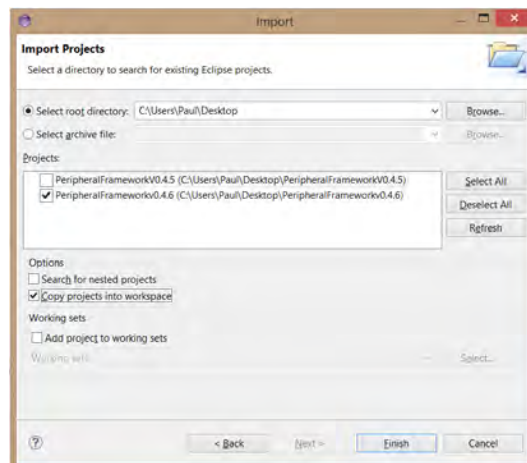 Import
Import Projects
Select a directory to search for existing Eclipse projects.
Select root directory: C:\Users\Paul\Desktop Browse...
Select archive file: Browse...
Projects:
PeripheralFrameworkV0.4.5 (C:\Users\Paul\Desktop\PeripheralFrameworkV0.4.5)
PeripheralFrameworkv0.4.6 (C:\Users\Paul\Desktop\PeripheralFrameworkv0.4.6)
Select All
Deselect All
Refresh
Options
Search for nested projects
Copy projects into workspace
Working sets
Add project to working sets
Working sets: Select...
? < Back Next > Finish Cancel